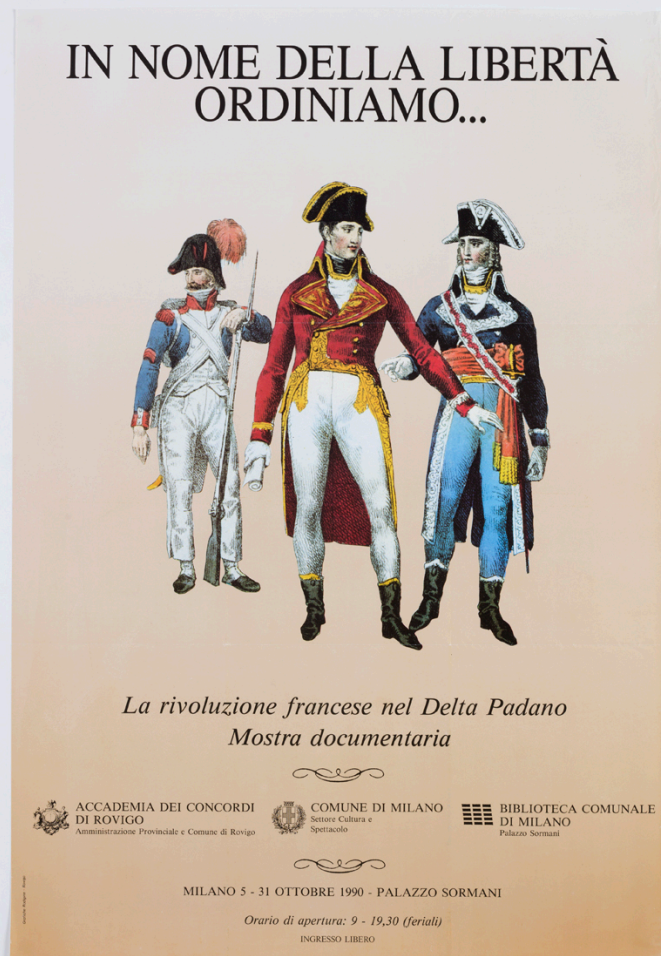 IN NOME DELLA LIBERTÀ
ORDINIAMO...
La rivoluzione francese nel Delta Padano
Mostra documentaria
ACCADEMIA DEI CONCORDI
DI ROVIGO
Amministrazione Provinciale e Comune di Rovigo
COMUNE DI MILANO
Settore Cultura e
Spettacolo
BIBLIOTECA COMUNALE
DI MILANO
Palazzo Sormani
MILANO 5 - 31 OTTOBRE 1990 - PALAZZO SORMANI
Orario di apertura: 9 - 19,30 (feriali)
INGRESSO LIBERO